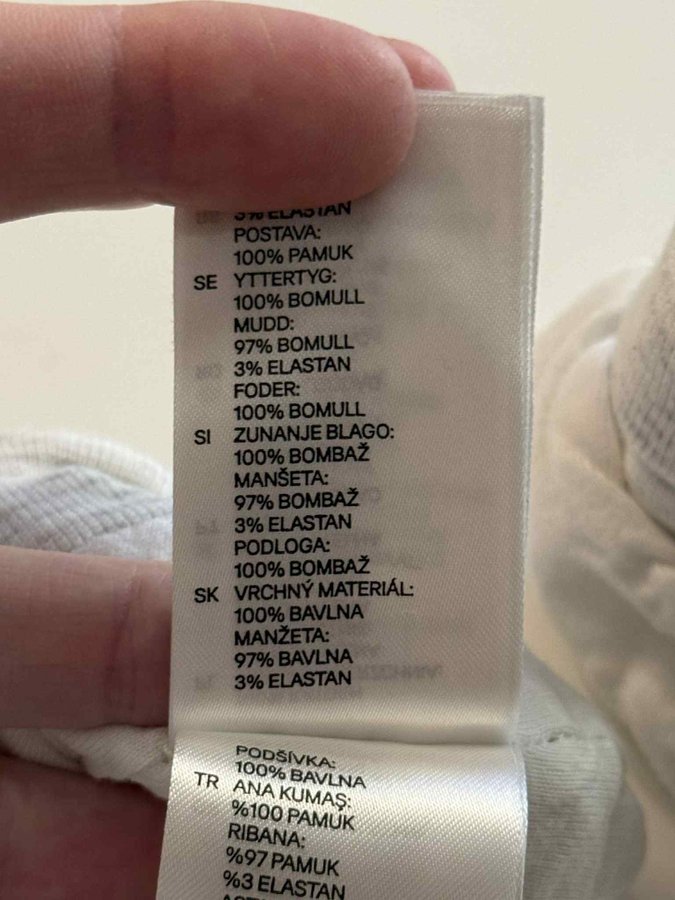 3% ELASTAN
POSTAVA:
100% PAMUK
SE YTTERTYG:
100% BOMULL
MUDD:
97% BOMULL
3% ELASTAN
FODER:
100% BOMULL
SI ZUNANJE BLAGO:
100% BOMBAŽ
MANŠETA:
97% BOMBAŽ
3% ELASTAN
PODLOGA:
100% BOMBAŽ
SK VRCHNÝ MATERIÁL:
100% BAVLNA
MANŽETA:
97% BAVLNA
3% ELASTAN
PODŠÍVKA:
100% BAVLNA
TR ANA KUMAŞ:
%100 PAMUK
RIBANA:
%97 PAMUK
%3 ELASTAN